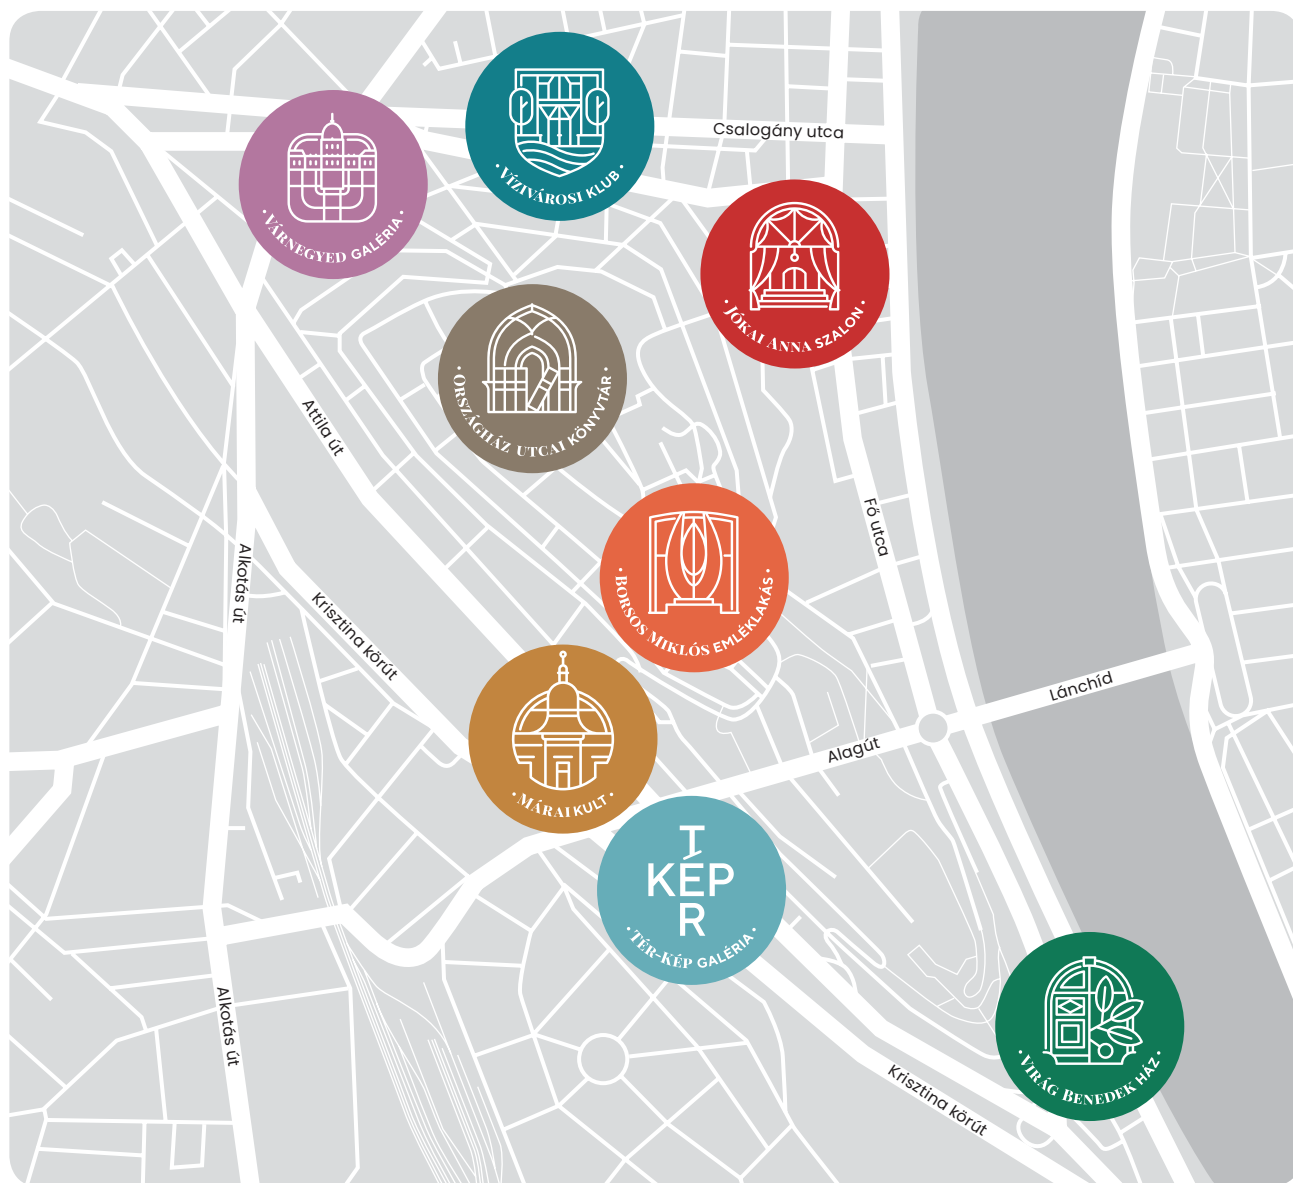 Csalogány utca
VÍZIVÁROSI KLUB
VÁRNEGYED GALÉRIA
JÓKAI ANNA SZALON
ORSZÁGHÁZ UTCAI KÖNYVTÁR
Attila út
Fő utca
Alkotás út
BORSOS MIKLÓS EMLÉKLAKÁS
Krisztina körút
Lánchíd
Alagút
MÁRAI KULT
T
KÉP
R
TÉR-KÉP GALÉRIA
Alkotás út
VIRÁG BENEDEK HÁZ
Krisztina körút